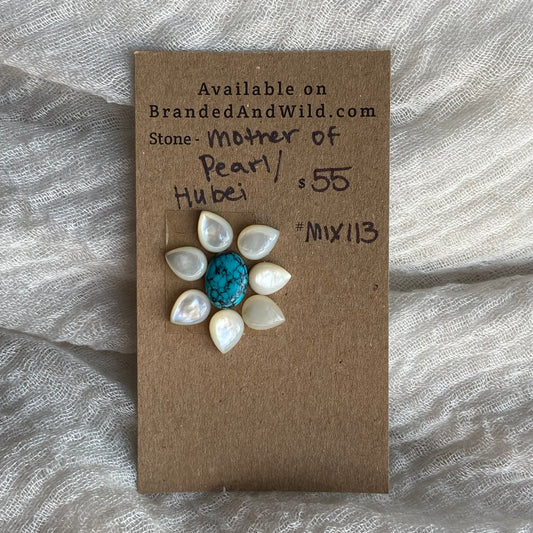 Available on
BrandedAndWild.com
Stone - Mother of
Pearl/
Hubei $55
#MIX113